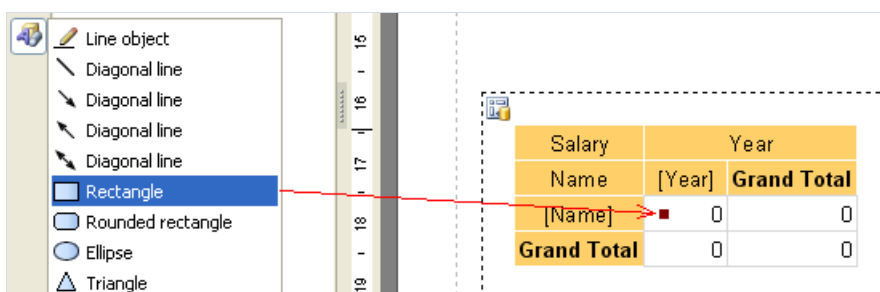 Line object
Diagonal line
Diagonal line
Diagonal line
Diagonal line
Rectangle
Rounded rectangle
Ellipse
Triangle
15
16
17
18
19
Salary Year
Name [Year] Grand Total
[Name] 0 0
Grand Total 0 0